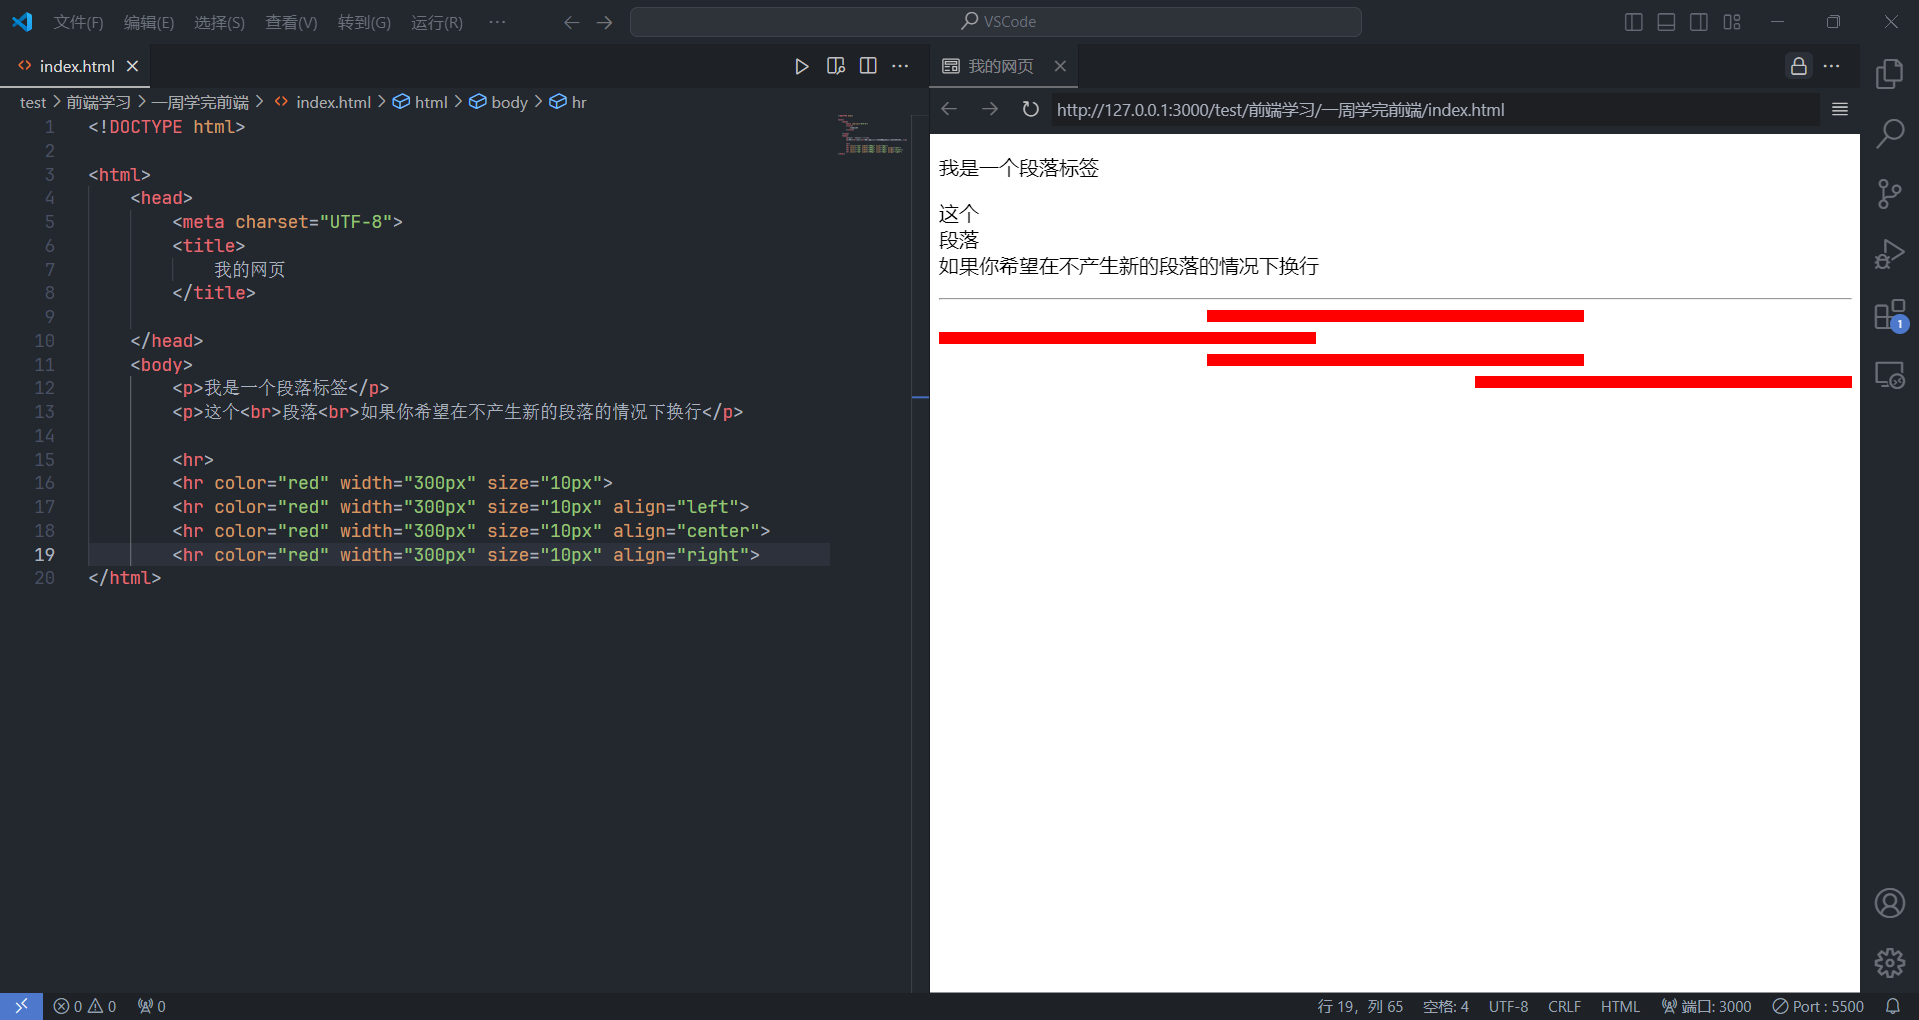 文件(F) 编辑(E) 选择(S) 查看(V) 转到(G) 运行(R) ··· VSCode
index.html
我的网页
test > 前端学习 > 一周学完前端 > index.html > html > body > hr
http://127.0.0.1:3000/test/前端学习/一周学完前端/index.html
1 <!DOCTYPE html>
2
3 <html>
4 <head>
5 <meta charset="UTF-8">
6 <title>
7 我的网页
8 </title>
9
10 </head>
11 <body>
12 <p>我是一个段落标签</p>
13 <p>这个<br>段落<br>如果你希望在不产生新的段落的情况下换行</p>
14
15 <hr>
16 <hr color="red" width="300px" size="10px">
17 <hr color="red" width="300px" size="10px" align="left">
18 <hr color="red" width="300px" size="10px" align="center">
19 <hr color="red" width="300px" size="10px" align="right">
20 </html>
我是一个段落标签
这个
段落
如果你希望在不产生新的段落的情况下换行
1
0 0 0 行 19，列 65 空格: 4 UTF-8 CRLF HTML 端口: 3000 Port : 5500